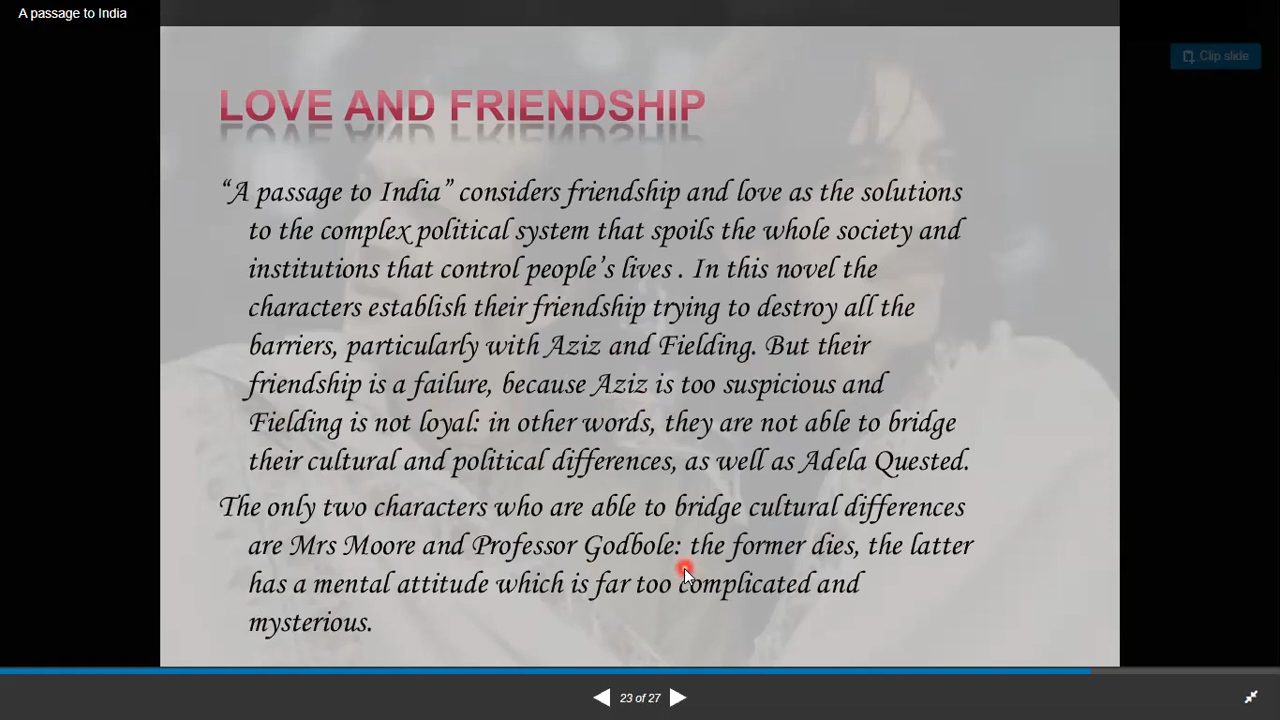 A passage to India
Clip slide
LOVE AND FRIENDSHIP
“A passage to India” considers friendship and love as the solutions
to the complex political system that spoils the whole society and
institutions that control people’s lives . In this novel the
characters establish their friendship trying to destroy all the
barriers, particularly with Aziz and Fielding. But their
friendship is a failure, because Aziz is too suspicious and
Fielding is not loyal: in other words, they are not able to bridge
their cultural and political differences, as well as Adela Quested.
The only two characters who are able to bridge cultural differences
are Mrs Moore and Professor Godbole: the former dies, the latter
has a mental attitude which is far too complicated and
mysterious.
23 of 27